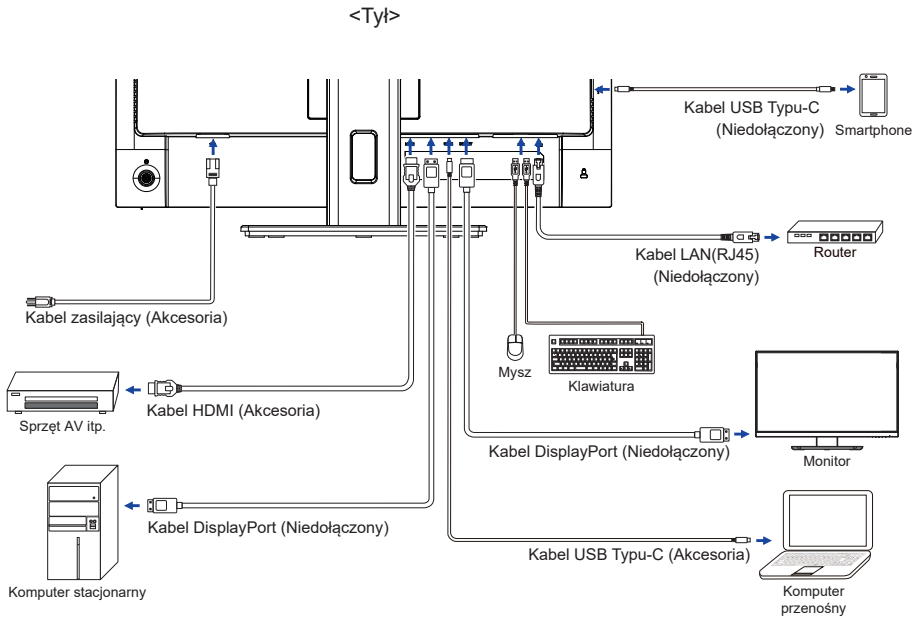 <Tył>
Kabel USB Typu-C
(Niedołączony)
Smartphone
Kabel LAN(RJ45)
(Niedołączony)
Router
Kabel zasilający (Akcesoria)
Mysz
Klawiatura
Kabel HDMI (Akcesoria)
Sprzęt AV itp.
Kabel DisplayPort (Niedołączony)
Monitor
Kabel DisplayPort (Niedołączony)
Kabel USB Typu-C (Akcesoria)
Komputer stacjonarny
Komputer
przenośny